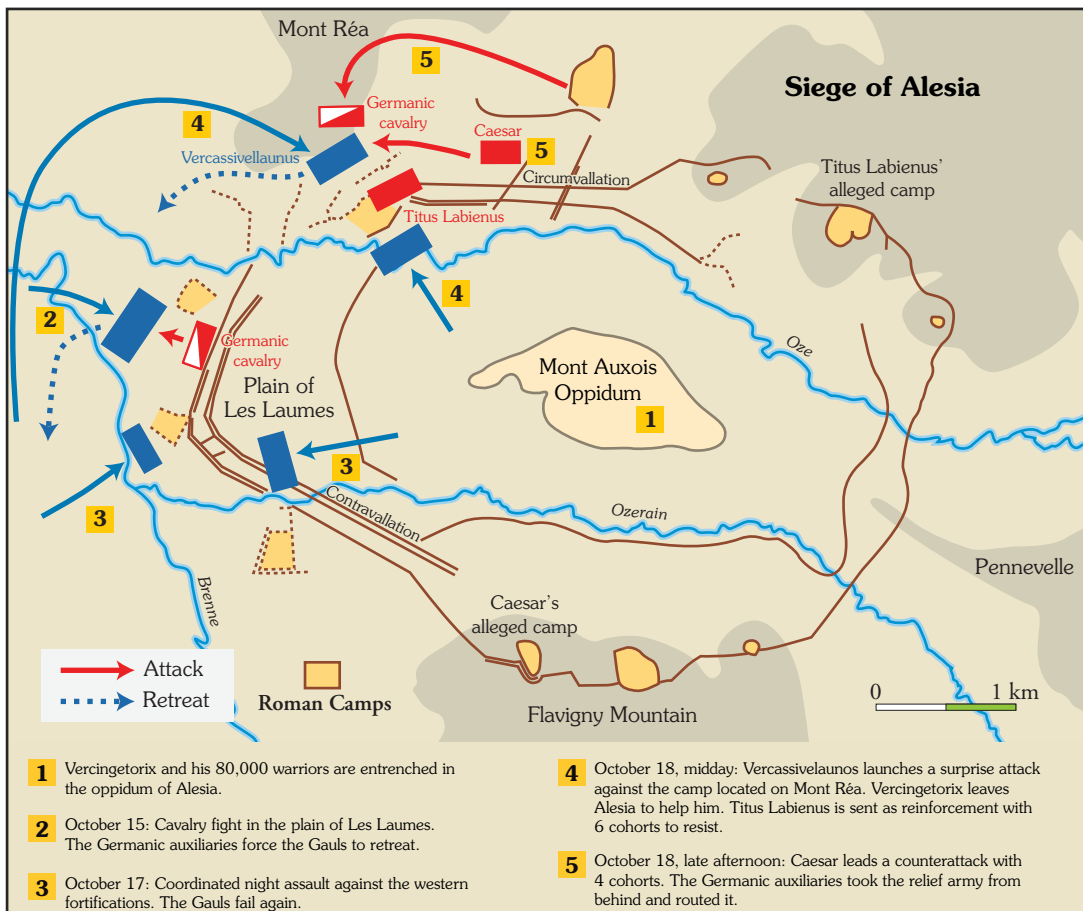 Siege of Alesia
Mont Réa
5
Germanic
cavalry
4
Vercassivellaunus
Caesar
5
Circumvallation
Titus Labienus
Titus Labienus'
alleged camp
4
2
Germanic
cavalry
Plain of
Les Laumes
Mont Auxois
Oppidum
1
Oze
3
3
Contravallation
Ozerain
Brenne
Pennevelle
Caesar's
alleged camp
Flavigny Mountain
Attack
Retreat
Roman Camps
0 1 km
1 Vercingetorix and his 80,000 warriors are entrenched in
the oppidum of Alesia.
2 October 15: Cavalry fight in the plain of Les Laumes.
The Germanic auxiliaries force the Gauls to retreat.
3 October 17: Coordinated night assault against the western
fortifications. The Gauls fail again.
4 October 18, midday: Vercassivelaunos launches a surprise attack
against the camp located on Mont Réa. Vercingetorix leaves
Alesia to help him. Titus Labienus is sent as reinforcement with
6 cohorts to resist.
5 October 18, late afternoon: Caesar leads a counterattack with
4 cohorts. The Germanic auxiliaries took the relief army from
behind and routed it.